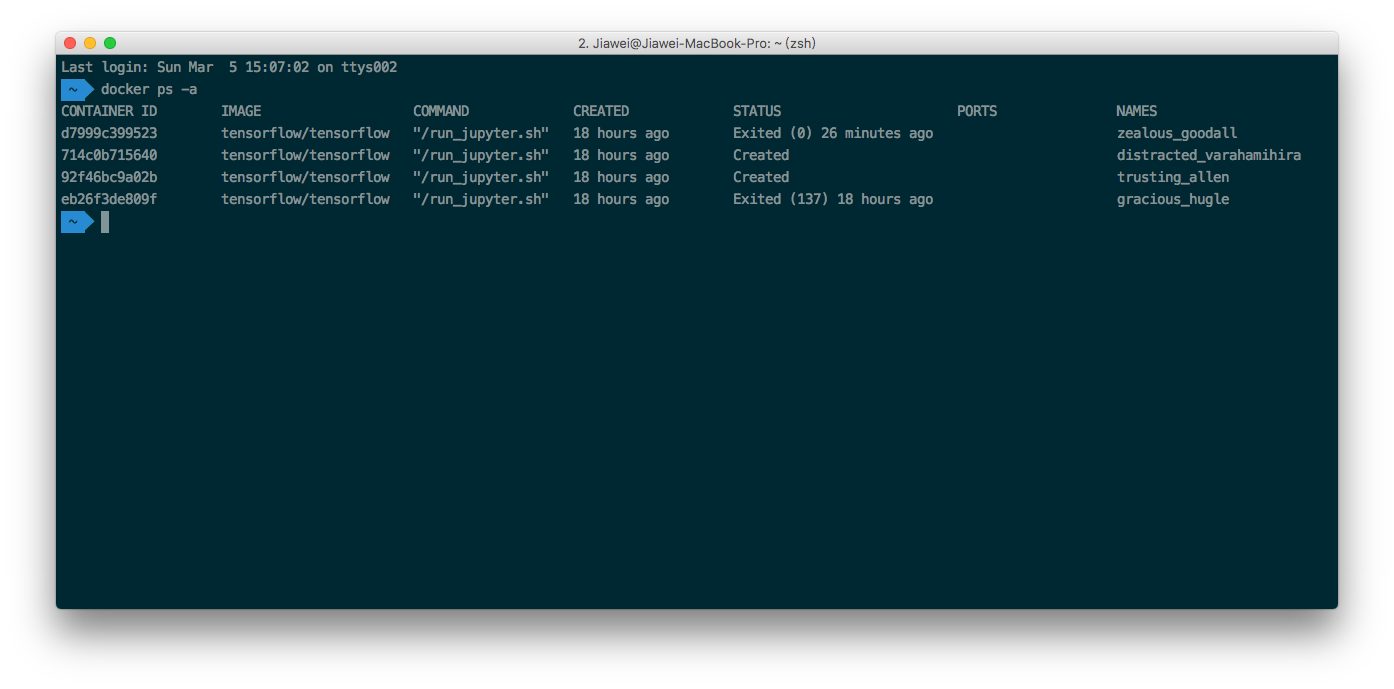 2. Jiawei@Jiawei-MacBook-Pro: ~ (zsh)
Last login: Sun Mar  5 15:07:02 on ttys002
~ docker ps -a
CONTAINER ID        IMAGE                   COMMAND             CREATED             STATUS                      PORTS               NAMES
d7999c399523        tensorflow/tensorflow   "/run_jupyter.sh"   18 hours ago        Exited (0) 26 minutes ago                       zealous_goodall
714c0b715640        tensorflow/tensorflow   "/run_jupyter.sh"   18 hours ago        Created                                         distracted_varahamihira
92f46bc9a02b        tensorflow/tensorflow   "/run_jupyter.sh"   18 hours ago        Created                                         trusting_allen
eb26f3de809f        tensorflow/tensorflow   "/run_jupyter.sh"   18 hours ago        Exited (137) 18 hours ago                       gracious_hugle
~